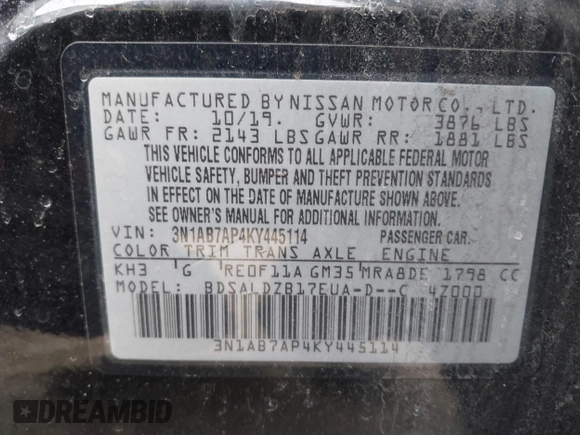 MANUFACTURED BY NISSAN MOTOR CO., LTD.
DATE: 10/19. GVWR: 3876 LBS
GAWR FR: 2143 LBS GAWR RR: 1881 LBS
THIS VEHICLE CONFORMS TO ALL APPLICABLE FEDERAL MOTOR
VEHICLE SAFETY, BUMPER AND THEFT PREVENTION STANDARDS
IN EFFECT ON THE DATE OF MANUFACTURE SHOWN ABOVE.
SEE OWNER'S MANUAL FOR ADDITIONAL INFORMATION.
VIN: 3N1AB7AP4KY445114 PASSENGER CAR.
COLOR TRIM TRANS AXLE ENGINE
KH3 G RE0F11A GM35 MRA8DE 1798 CC
MODEL: BDSALDZB17EUA-D--C 47000
3N1AB7AP4KY445114
DREAMBID